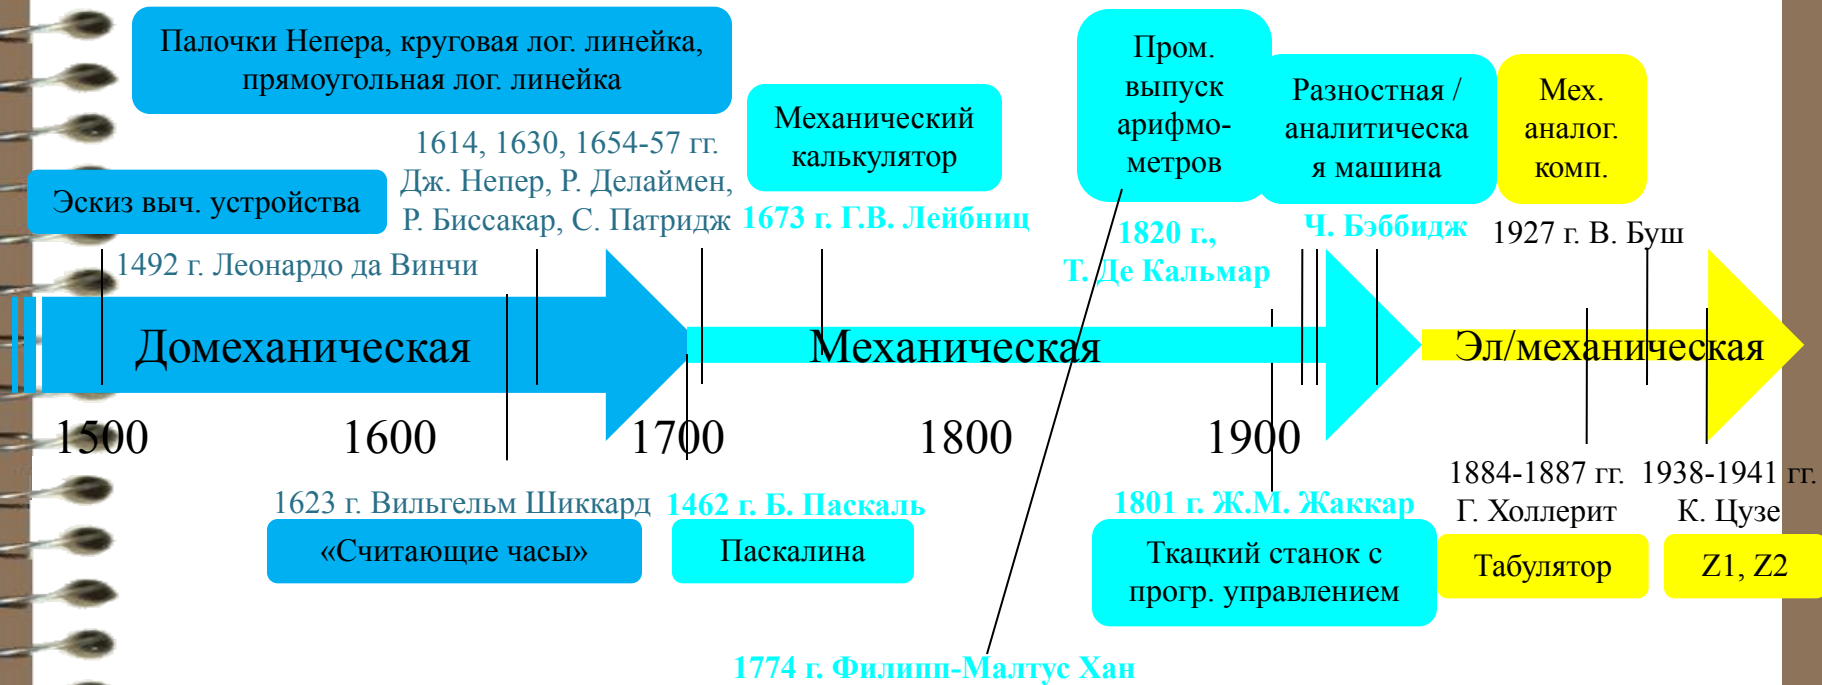 Палочки Непера, круговая лог. линейка,
прямоугольная лог. линейка
1614, 1630, 1654-57 гг.
Дж. Непер, Р. Делаймен,
Р. Биссакар, С. Патридж
Эскиз выч. устройства
1492 г. Леонардо да Винчи
Механический
калькулятор
1673 г. Г.В. Лейбниц
Пром.
выпуск
арифмо-
метров
1820 г.,
Т. Де Кальмар
Разностная /
аналитическа
я машина
Ч. Бэббидж
Мех.
аналог.
комп.
1927 г. В. Буш
Домеханическая
Механическая
Эл/механическая
1500
1600
1700
1800
1900
1623 г. Вильгельм Шиккард
«Считающие часы»
1462 г. Б. Паскаль
Паскалина
1801 г. Ж.М. Жаккар
Ткацкий станок с
прогр. управлением
1884-1887 гг.
Г. Холлерит
Табулятор
1938-1941 гг.
К. Цузе
Z1, Z2
1774 г. Филипп-Малтус Хан